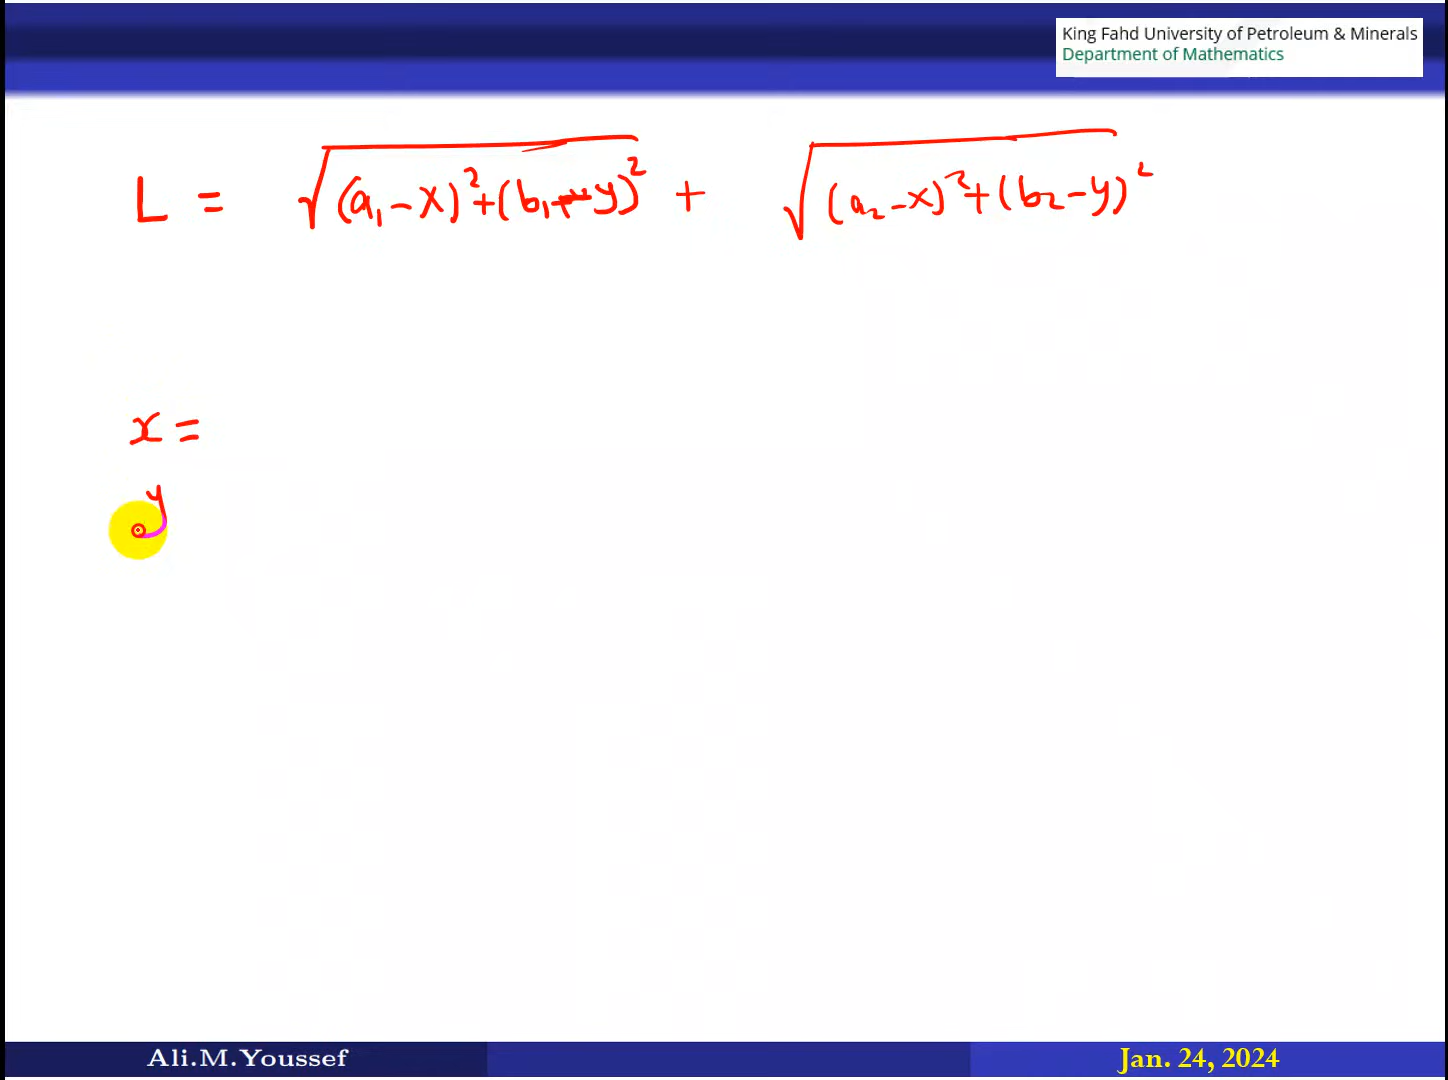 King Fahd University of Petroleum & Minerals
Department of Mathematics
L = √(a₁ - x)² + (b₁ - y)² + √(a₂ - x)² + (b₂ - y)²
x =
y
Ali.M.Youssef
Jan. 24, 2024